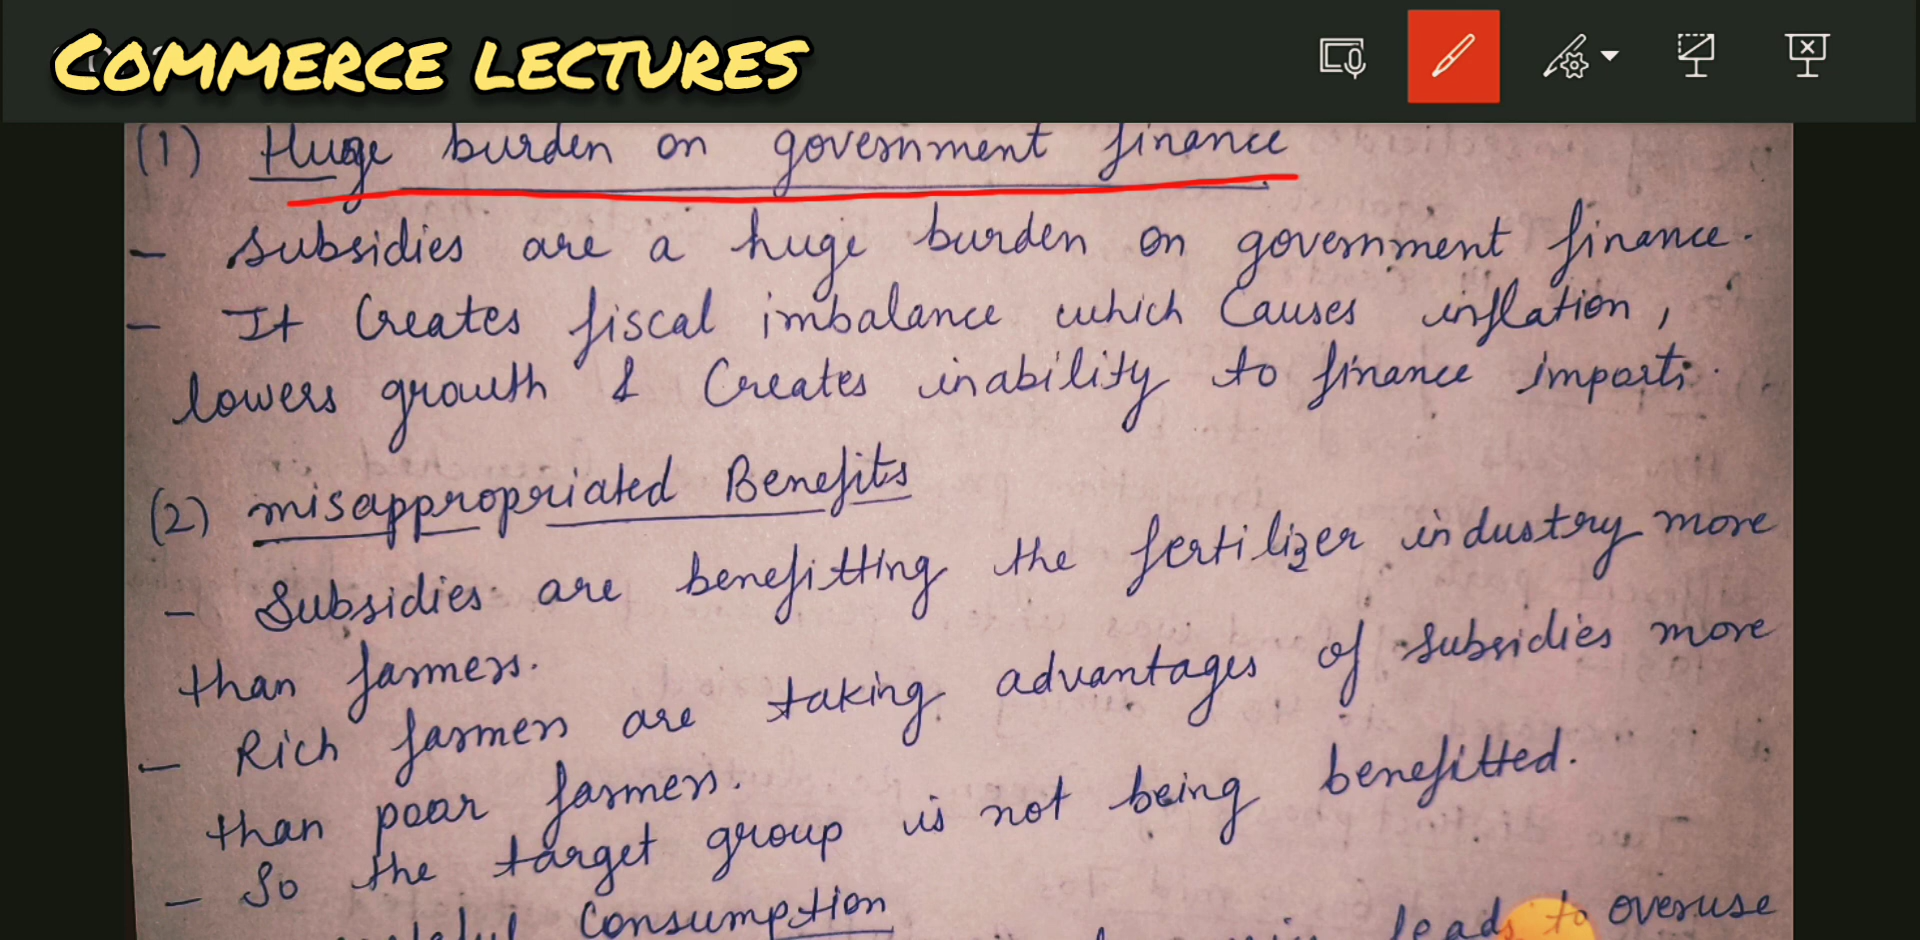 COMMERCE LECTURES
(1) Huge burden on government finance
- Subsidies are a huge burden on government finance.
- It Creates fiscal imbalance which Causes inflation,
lowers growth & Creates inability to finance imports.
(2) misappropriated Benefits
- Subsidies are benefitting the fertilizer industry more
than farmers.
- Rich farmers are taking advantages of subsidies more
than poor farmers.
- So the target group is not being benefitted.
Consumption
leads to overuse